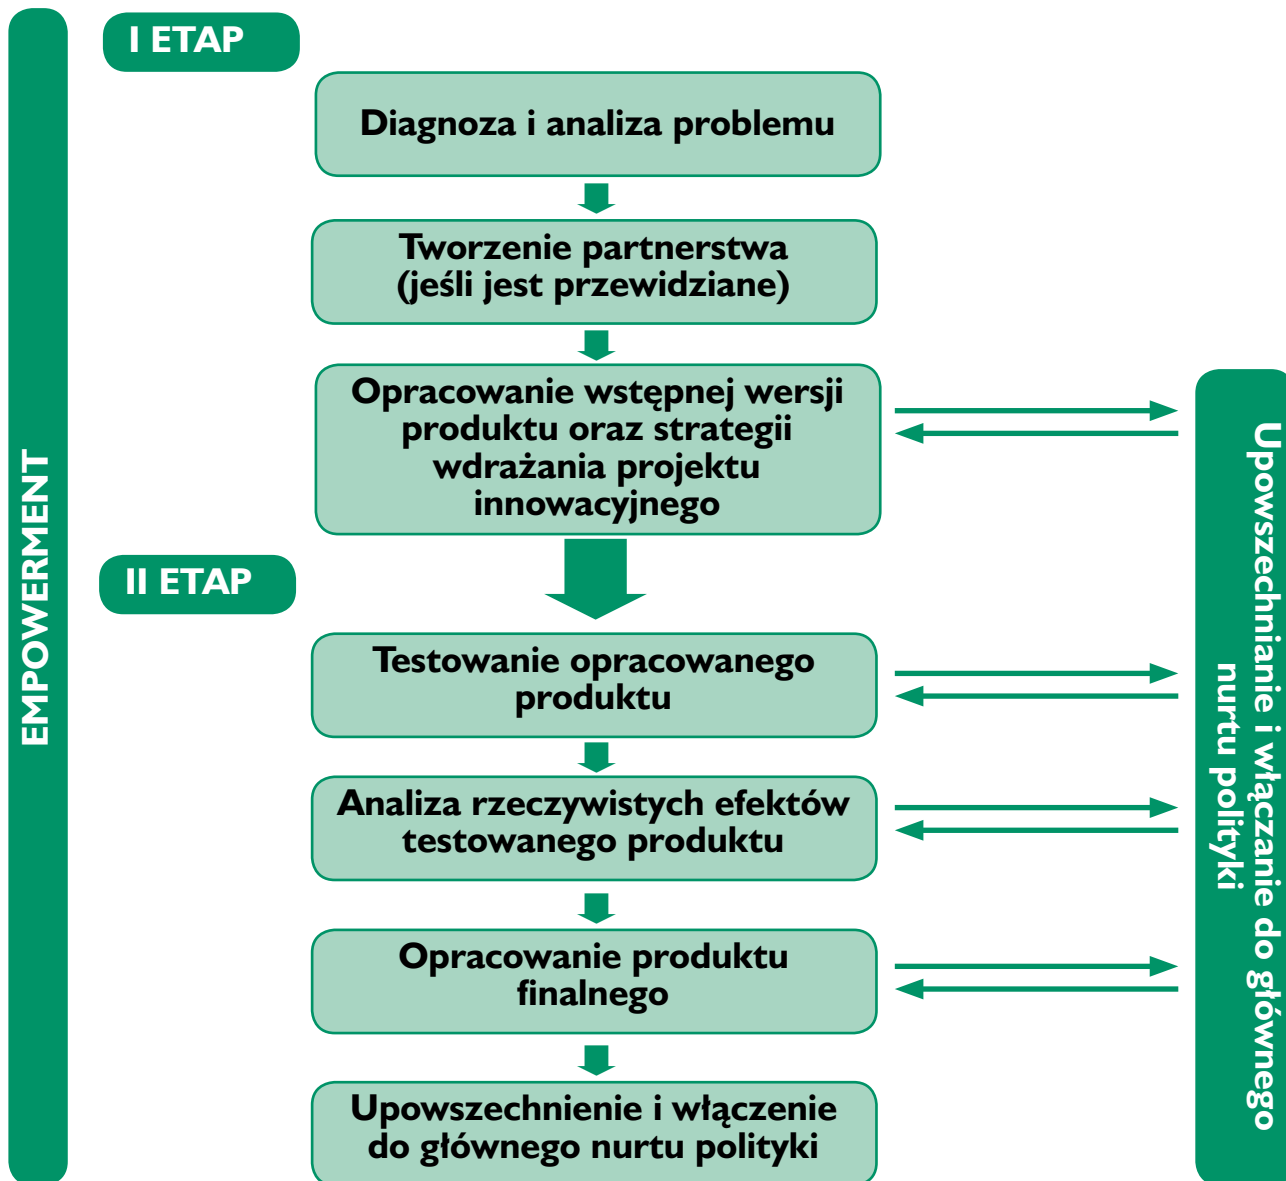 I ETAP
Diagnoza i analiza problemu
Tworzenie partnerstwa
(jeśli jest przewidziane)
Opracowanie wstępnej wersji
produktu oraz strategii
wdrażania projektu
innowacyjnego
II ETAP
Testowanie opracowanego
produktu
Analiza rzeczywistych efektów
testowanego produktu
Opracowanie produktu
finalnego
Upowszechnienie i włączenie
do głównego nurtu polityki
EMPOWERMENT
Upowszechnianie i włączanie do głównego
nurtu polityki